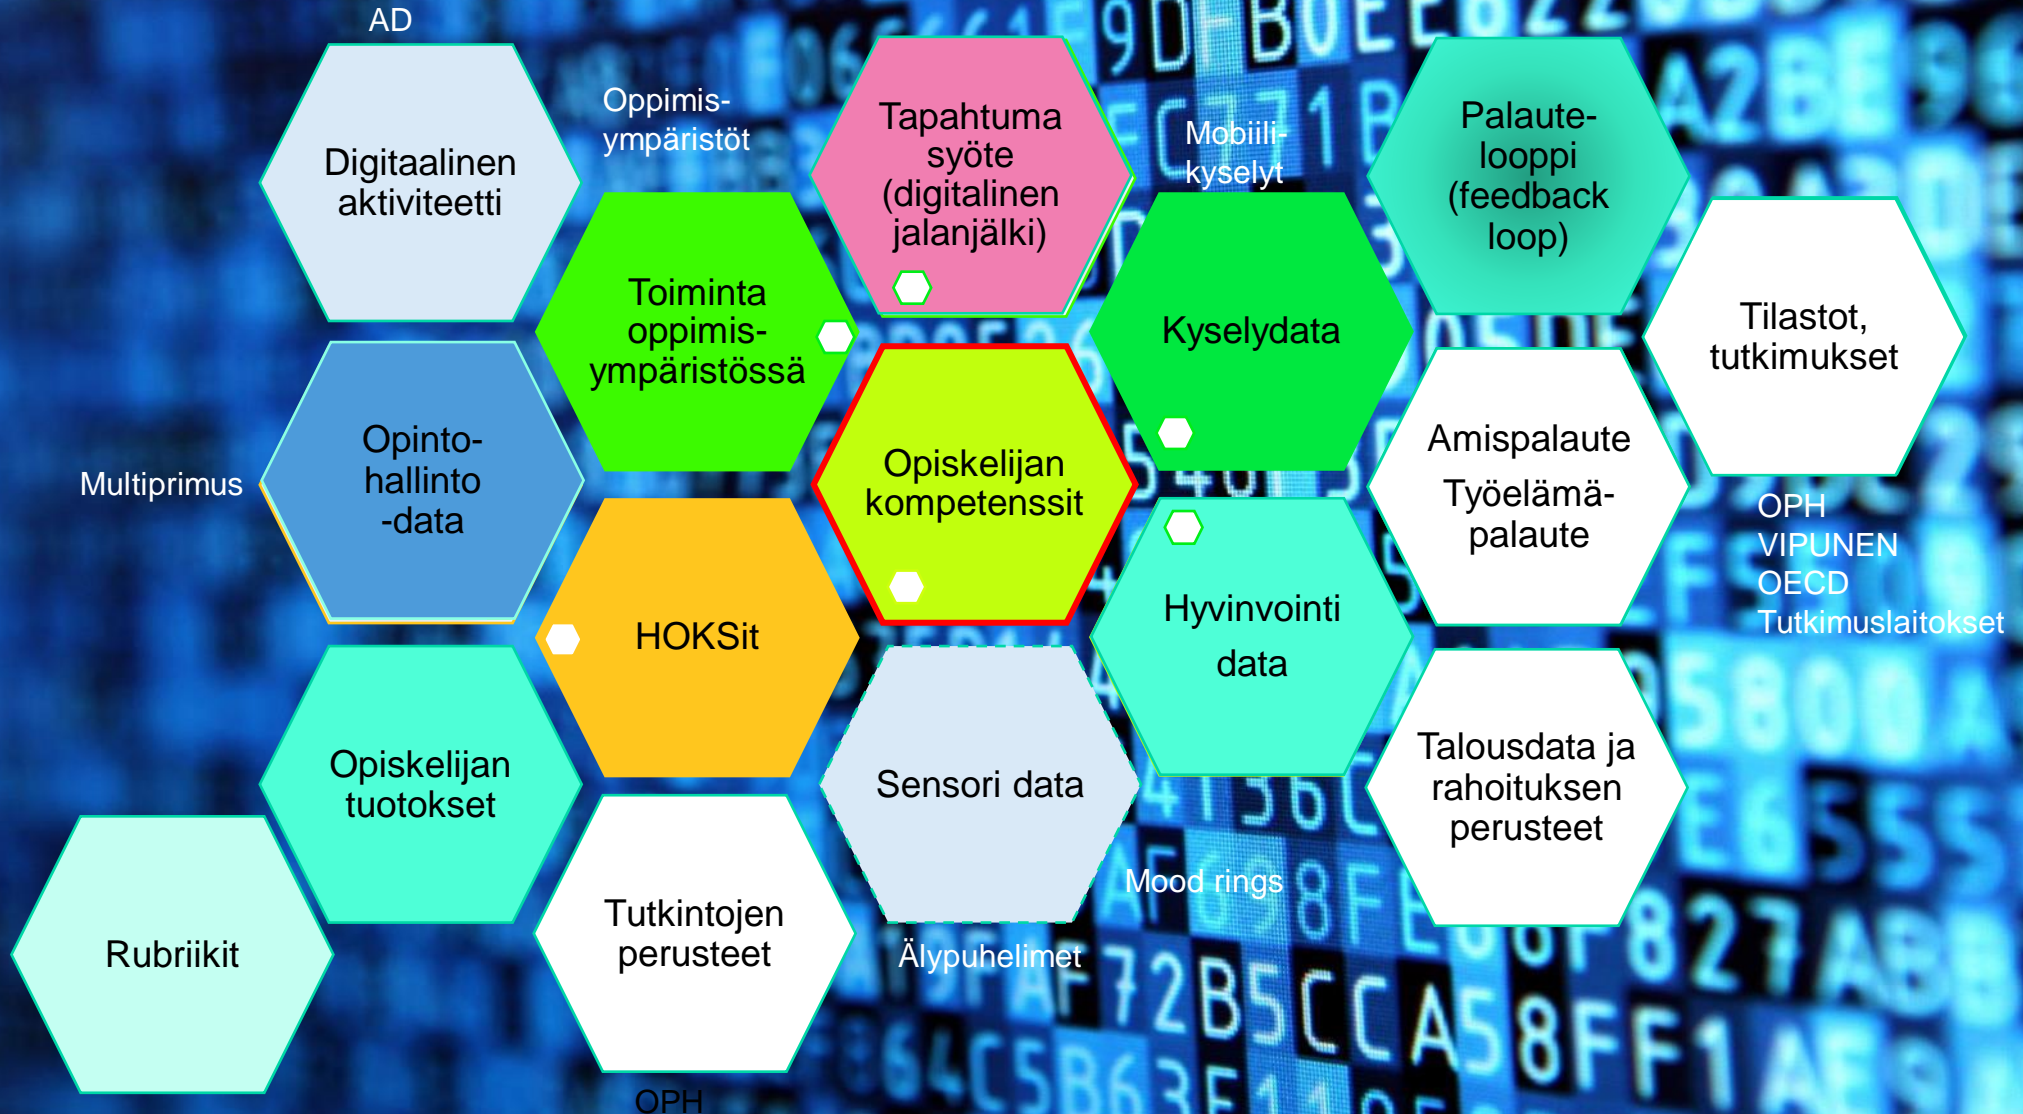 AD
Digitaalinen
aktiviteetti
Oppimis-
ympäristöt
Tapahtuma
syöte
(digitalinen
jalanjälki)
Mobiili-
kyselyt
Palaute-
looppi
(feedback
loop)
Toiminta
oppimis-
ympäristössä
Kyselydata
Tilastot,
tutkimukset
Multiprimus
Opinto-
hallinto
-data
Opiskelijan
kompetenssit
Amispalaute
Työelämä-
palaute
OPH
VIPUNEN
OECD
Tutkimuslaitokset
HOKSit
Hyvinvointi
data
Opiskelijan
tuotokset
Sensori data
Talousdata ja
rahoituksen
perusteet
Mood rings
Rubriikit
Tutkintojen
perusteet
Älypuhelimet
OPH